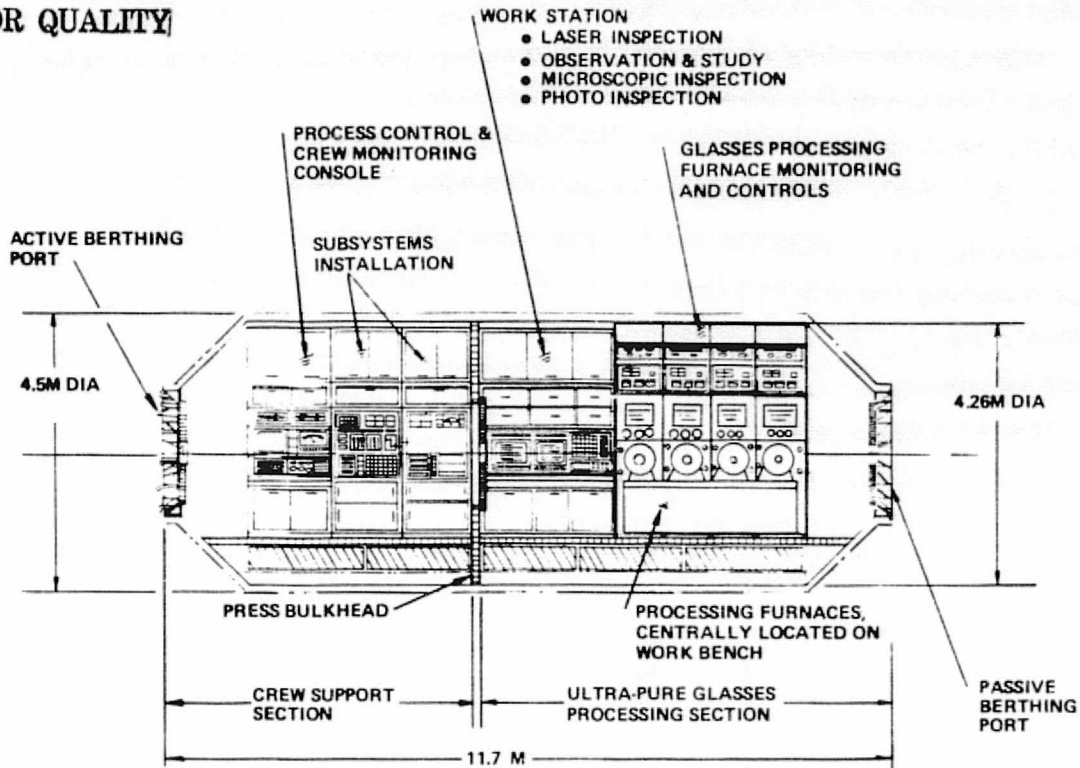 OR QUALITY
WORK STATION
• LASER INSPECTION
• OBSERVATION & STUDY
• MICROSCOPIC INSPECTION
• PHOTO INSPECTION
PROCESS CONTROL &
CREW MONITORING
CONSOLE
GLASSES PROCESSING
FURNACE MONITORING
AND CONTROLS
ACTIVE BERTHING
PORT
SUBSYSTEMS
INSTALLATION
4.5M DIA
4.26M DIA
PRESS BULKHEAD
PROCESSING FURNACES,
CENTRALLY LOCATED ON
WORK BENCH
CREW SUPPORT
SECTION
ULTRA-PURE GLASSES
PROCESSING SECTION
PASSIVE
BERTHING
PORT
11.7 M